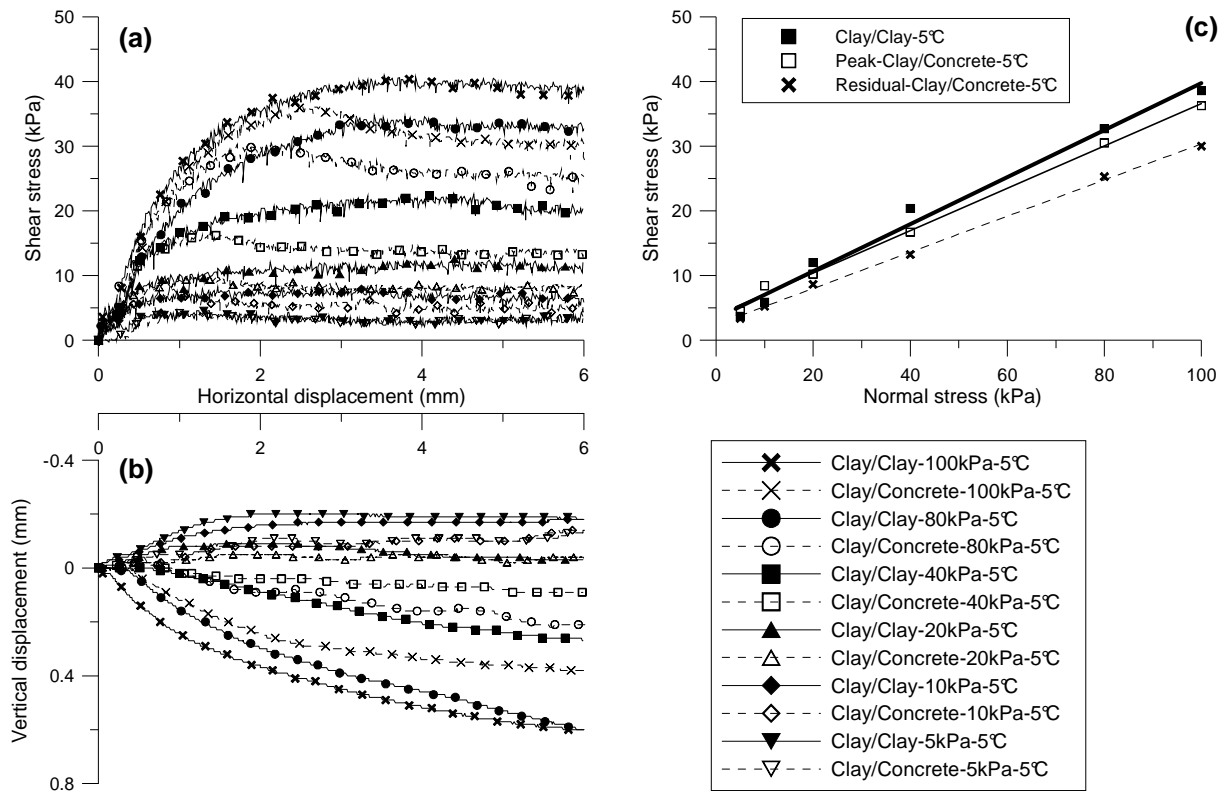 (a)
50
40
30
20
10
0
Shear stress (kPa)
0 2 4 6
Horizontal displacement (mm)
0 2 4 6
(b)
-0.4
0
0.4
0.8
Vertical displacement (mm)
(c)
Clay/Clay-5°C
Peak-Clay/Concrete-5°C
Residual-Clay/Concrete-5°C
50
40
30
20
10
0
Shear stress (kPa)
0 20 40 60 80 100
Normal stress (kPa)
Clay/Clay-100kPa-5°C
Clay/Concrete-100kPa-5°C
Clay/Clay-80kPa-5°C
Clay/Concrete-80kPa-5°C
Clay/Clay-40kPa-5°C
Clay/Concrete-40kPa-5°C
Clay/Clay-20kPa-5°C
Clay/Concrete-20kPa-5°C
Clay/Clay-10kPa-5°C
Clay/Concrete-10kPa-5°C
Clay/Clay-5kPa-5°C
Clay/Concrete-5kPa-5°C